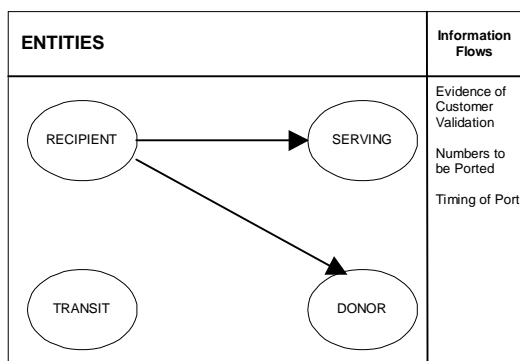 ENTITIES
Information
Flows
RECIPIENT
SERVING
TRANSIT
DONOR
Evidence of
Customer
Validation
Numbers to
be Ported
Timing of Port